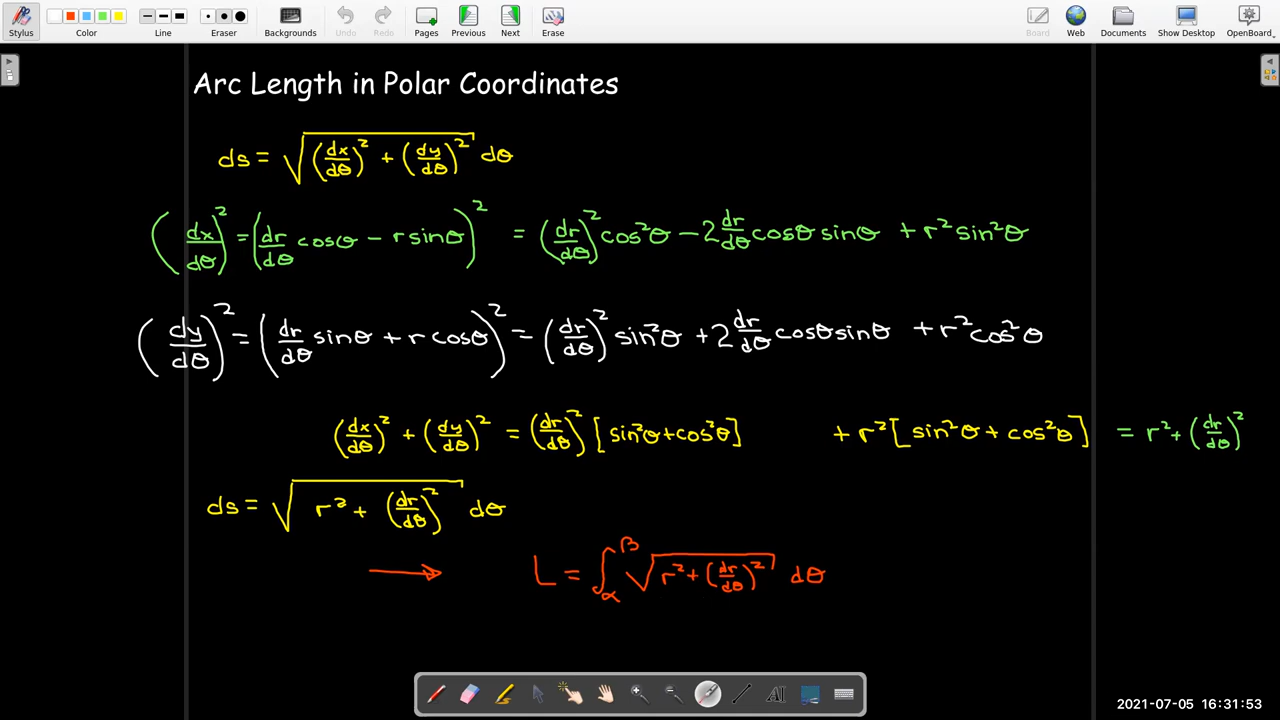 Stylus Color Line Eraser Backgrounds Undo Redo Pages Previous Next Erase Board Web Documents Show Desktop OpenBoard
Arc Length in Polar Coordinates
ds = √((dx/dθ)² + (dy/dθ)²) dθ
(dx/dθ)² = (dr/dθ cosθ − r sinθ)² = (dr/dθ)² cos²θ − 2 dr/dθ cosθ sinθ + r² sin²θ
(dy/dθ)² = (dr/dθ sinθ + r cosθ)² = (dr/dθ)² sin²θ + 2 dr/dθ cosθ sinθ + r² cos²θ
(dx/dθ)² + (dy/dθ)² = (dr/dθ)² [sin²θ + cos²θ] + r² [sin²θ + cos²θ] = r² + (dr/dθ)²
ds = √(r² + (dr/dθ)²) dθ
→ L = ∫_α^β √(r² + (dr/dθ)²) dθ
AI
2021-07-05 16:31:53